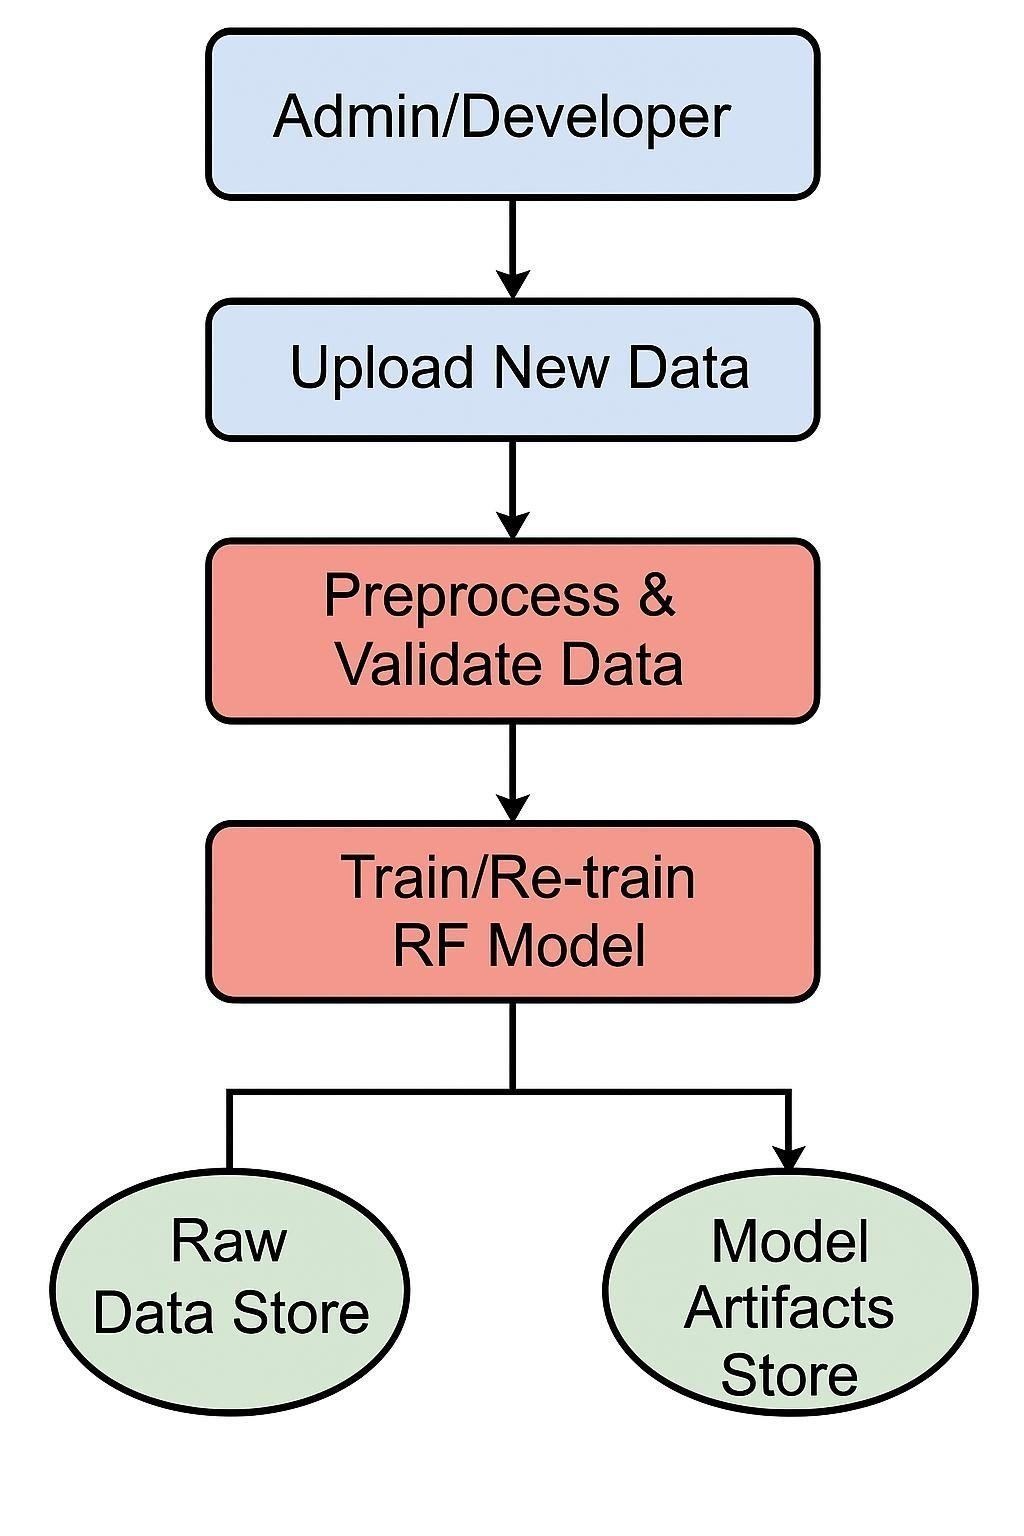 Admin/Developer
Upload New Data
Preprocess &
Validate Data
Train/Re-train
RF Model
Raw
Data Store
Model
Artifacts
Store